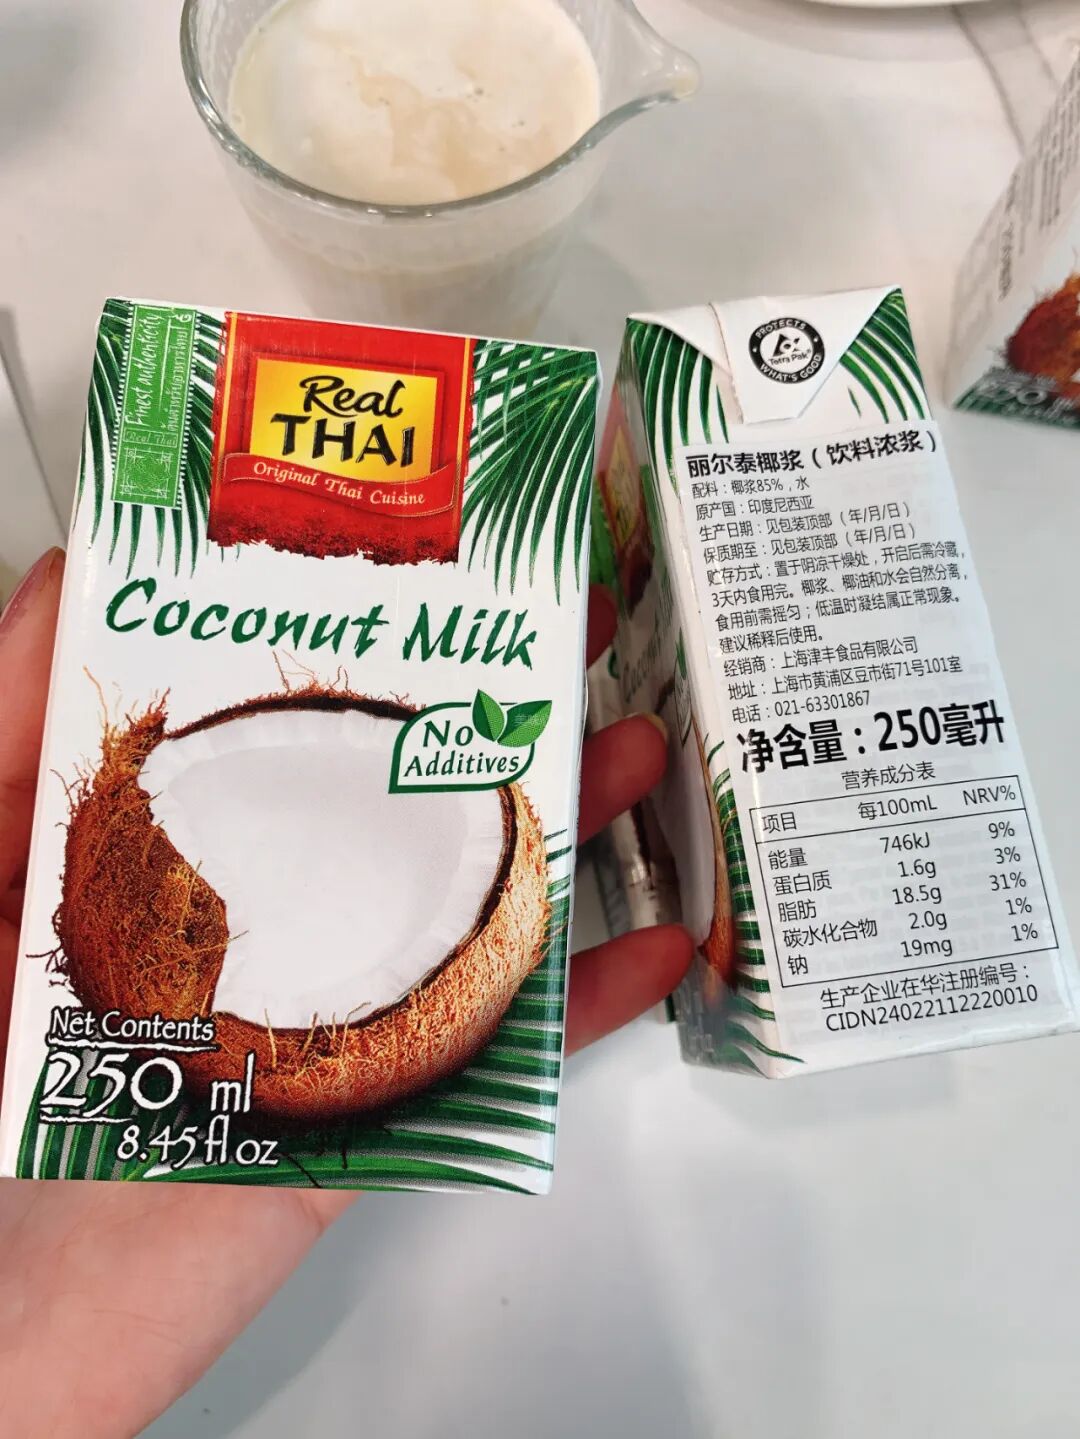 Finest authenticity
Real Thai
Real
THAI
Original Thai Cuisine
Coconut Milk
No
Additives
Net Contents
250 ml
8.45 fl oz
PROTECTS
Tetra Pak®
WHAT'S GOOD
丽尔泰椰浆（饮料浓浆）
配料：椰浆85%，水
原产国：印度尼西亚
生产日期：见包装顶部（年/月/日）
保质期至：见包装顶部（年/月/日）
贮存方式：置于阴凉干燥处，开启后需冷藏，
3天内食用完。椰浆、椰油和水会自然分离，
食用前需摇匀；低温时凝结属正常现象。
建议稀释后使用。
经销商：上海津丰食品有限公司
地址：上海市黄浦区豆市街71号101室
电话：021-63301867
净含量：250毫升
营养成分表
项目 每100mL NRV%
能量 746kJ 9%
蛋白质 1.6g 3%
脂肪 18.5g 31%
碳水化合物 2.0g 1%
钠 19mg 1%
生产企业在华注册编号：
CIDN24022112220010